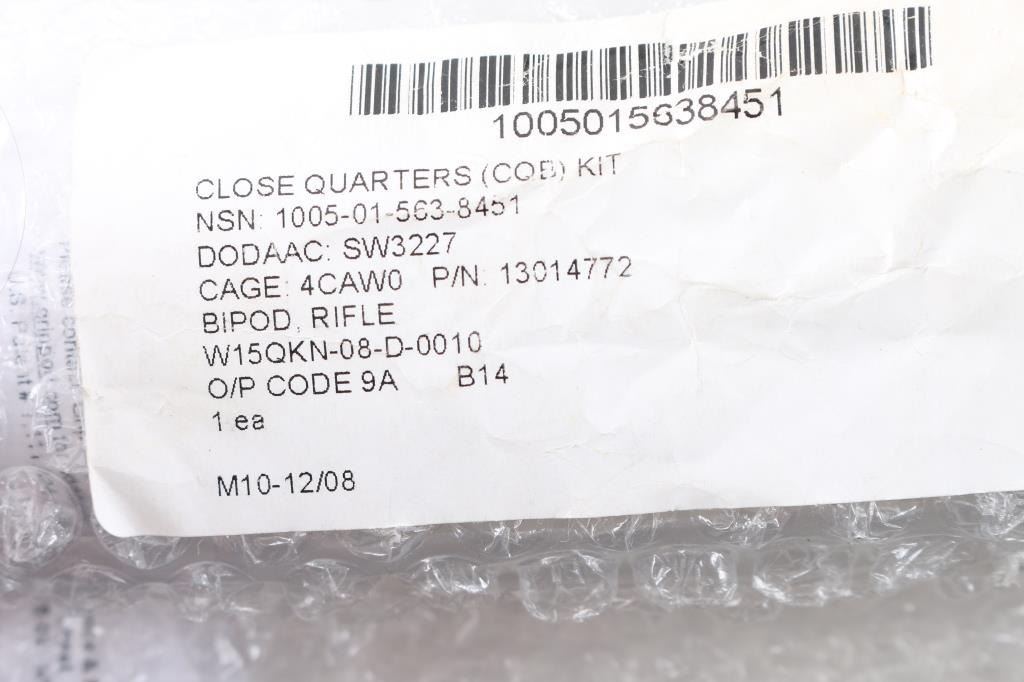 1005015638451
CLOSE QUARTERS (CQB) KIT
NSN: 1005-01-563-8451
DODAAC: SW3227
CAGE: 4CAW0 P/N: 13014772
BIPOD, RIFLE
W15QKN-08-D-0010
O/P CODE 9A B14
1 ea
M10-12/08